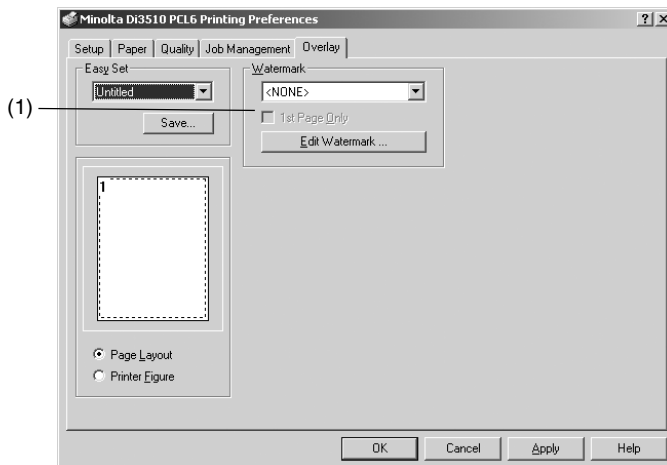 Minolta Di3510 PCL6 Printing Preferences
Setup Paper Quality Job Management Overlay
Easy Set
Untitled
Save...
Watermark
<NONE>
1st Page Only
Edit Watermark ...
(1)
1
Page Layout
Printer Figure
OK Cancel Apply Help